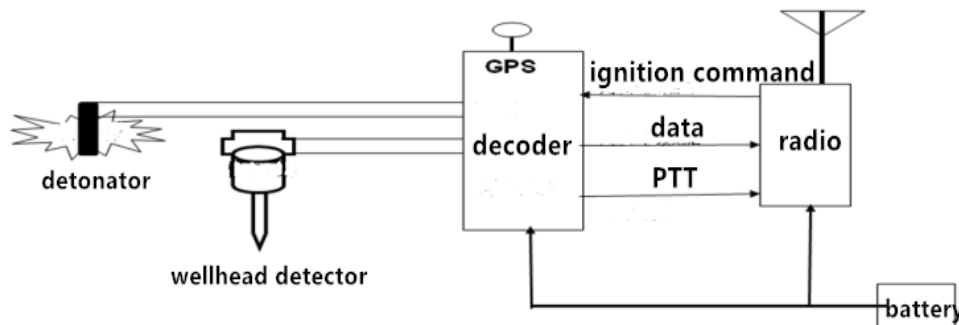 GPS
ignition command
decoder
data
radio
PTT
detonator
wellhead detector
battery